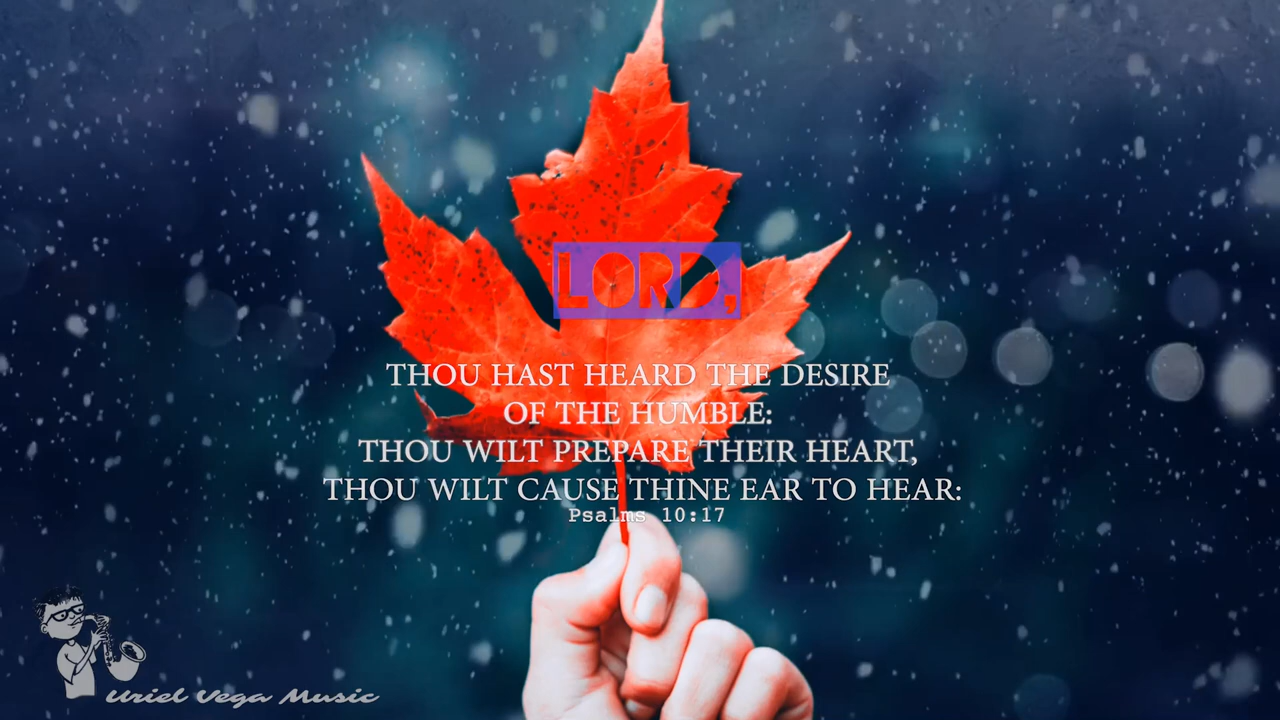 LORD,
THOU HAST HEARD THE DESIRE
OF THE HUMBLE:
THOU WILT PREPARE THEIR HEART,
THOU WILT CAUSE THINE EAR TO HEAR:
Psalms 10:17
Uriel Vega Music